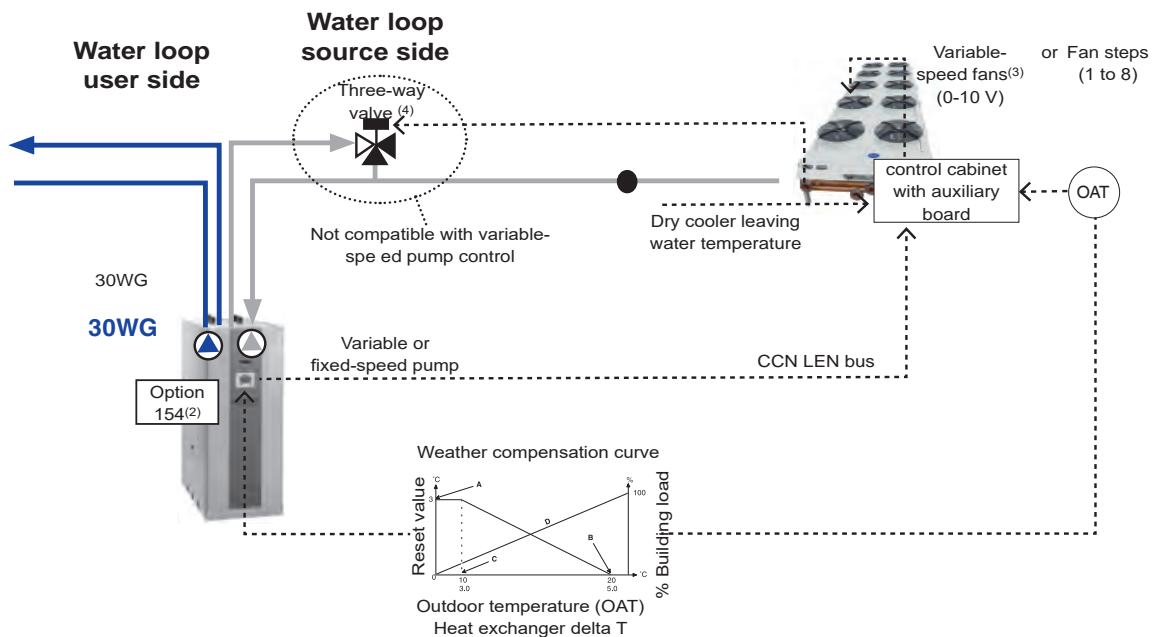 Water loop
user side
Water loop
source side
Three-way
valve (4)
Variable-
speed fans(3)
(0-10 V)
or Fan steps
(1 to 8)
control cabinet
with auxiliary
board
OAT
Dry cooler leaving
water temperature
Not compatible with variable-
spe ed pump control
30WG
30WG
Option
154(2)
Variable or
fixed-speed pump
CCN LEN bus
Weather compensation curve
Reset value
°C
3
A
D
B
C
%
100
% Building load
0
10
3.0
20
5.0
°C
Outdoor temperature (OAT)
Heat exchanger delta T